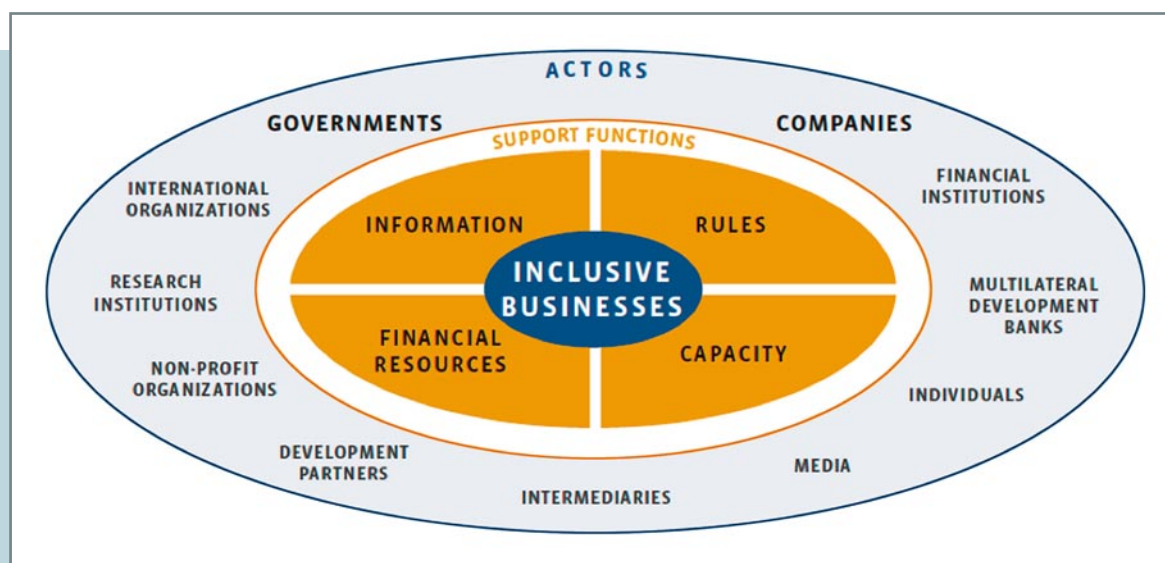 ACTORS
GOVERNMENTS
COMPANIES
SUPPORT FUNCTIONS
INTERNATIONAL
ORGANIZATIONS
FINANCIAL
INSTITUTIONS
INFORMATION
RULES
RESEARCH
INSTITUTIONS
INCLUSIVE
BUSINESSES
MULTILATERAL
DEVELOPMENT
BANKS
FINANCIAL
RESOURCES
CAPACITY
NON-PROFIT
ORGANIZATIONS
INDIVIDUALS
DEVELOPMENT
PARTNERS
MEDIA
INTERMEDIARIES